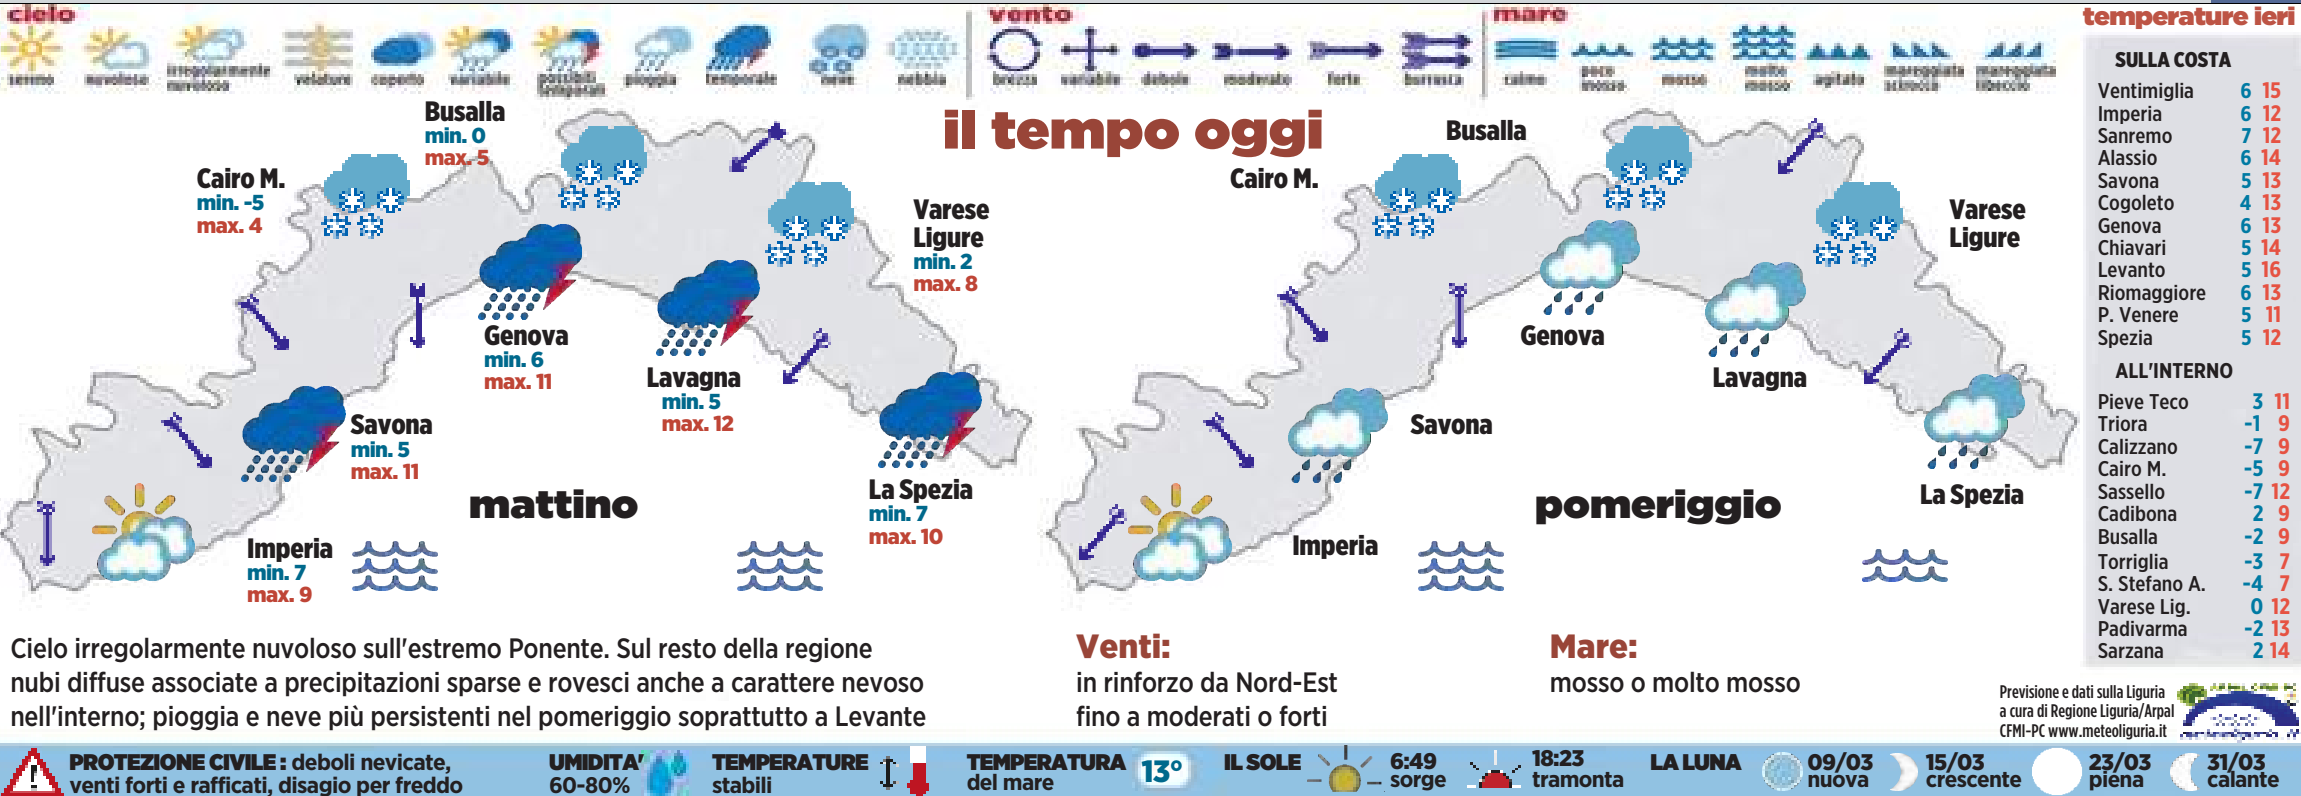 cielo
vento
mare
temperature ieri
sereno
nuvoloso
irregolarmente
nuvoloso
velature
coperto
variabile
possibili
temporali
pioggia
temporale
neve
nebbia
brezza
variabile
debole
moderato
forte
burrasca
calmo
poco
mosso
mosso
molto
mosso
agitato
mareggiata
scirocco
mareggiata
libeccio
il tempo oggi
Busalla
min. 0
max. 5
Cairo M.
min. -5
max. 4
Varese
Ligure
min. 2
max. 8
Genova
min. 6
max. 11
Lavagna
min. 5
max. 12
Savona
min. 5
max. 11
La Spezia
min. 7
max. 10
Imperia
min. 7
max. 9
mattino
Busalla
Cairo M.
Varese
Ligure
Genova
Lavagna
Savona
La Spezia
Imperia
pomeriggio
SULLA COSTA
Ventimiglia 6 15
Imperia 6 12
Sanremo 7 12
Alassio 6 14
Savona 5 13
Cogoleto 4 13
Genova 6 13
Chiavari 5 14
Levanto 5 16
Riomaggiore 6 13
P. Venere 5 11
Spezia 5 12
ALL'INTERNO
Pieve Teco 3 11
Triora -1 9
Calizzano -7 9
Cairo M. -5 9
Sassello -7 12
Cadibona 2 9
Busalla -2 9
Torriglia -3 7
S. Stefano A. -4 7
Varese Lig. 0 12
Padivarma -2 13
Sarzana 2 14
Cielo irregolarmente nuvoloso sull'estremo Ponente. Sul resto della regione
nubi diffuse associate a precipitazioni sparse e rovesci anche a carattere nevoso
nell'interno; pioggia e neve più persistenti nel pomeriggio soprattutto a Levante
Venti:
in rinforzo da Nord-Est
fino a moderati o forti
Mare:
mosso o molto mosso
Previsione e dati sulla Liguria
a cura di Regione Liguria/Arpal
CFMI-PC www.meteoliguria.it
PROTEZIONE CIVILE : deboli nevicate,
venti forti e rafficati, disagio per freddo
UMIDITA'
60-80%
TEMPERATURE
stabili
TEMPERATURA
del mare
13°
IL SOLE
6:49
sorge
18:23
tramonta
LA LUNA
09/03
nuova
15/03
crescente
23/03
piena
31/03
calante